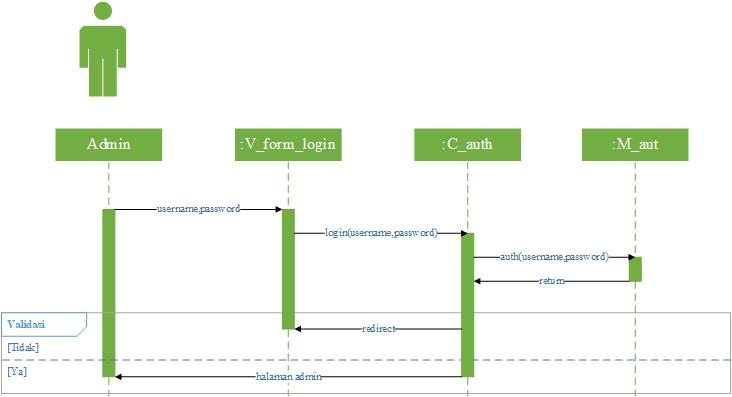 Admin
:V_form_login
:C_auth
:M_aut
username,password
login(username,password)
auth(username,password)
return
Validasi
redirect
[Tidak]
[Ya]
halaman admin